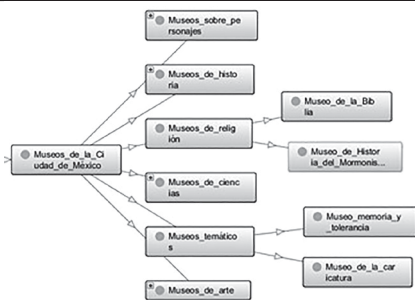 Museos_sobre_pe
rsonajes
Museos_de_histo
ria
Museo_de_la_Bib
lia
Museos_de_relig
ión
Museo_de_Histor
ia_del_Mormonis...
Museos_de_la_Ci
udad_de_México
Museos_de_cienc
ias
Museo_memoria_y
_tolerancia
Museos_temático
s
Museo_de_la_car
icatura
Museos_de_arte